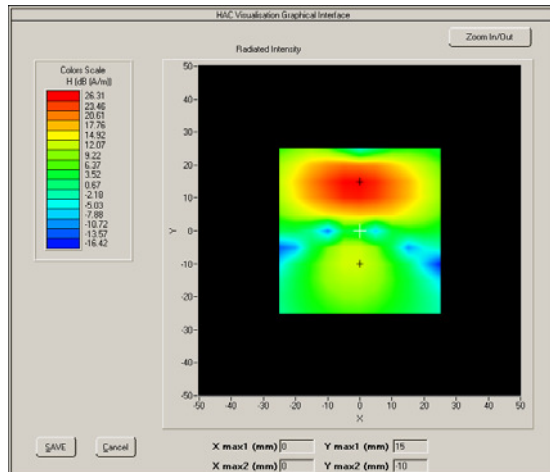 HAC Visualisation Graphical Interface
Zoom In/Out
Radiated Intensity
Colors Scale
H (dB (A/m))
26.31
23.46
20.61
17.76
14.92
12.07
9.22
6.37
3.52
0.67
-2.18
-5.03
-7.88
-10.72
-13.57
-16.42
50
40
30
20
10
Y
0
-10
-20
-30
-40
-50
-50 -40 -30 -20 -10 0 10 20 30 40 50
X
SAVE Cancel
X max1 (mm) 0 Y max1 (mm) 15
X max2 (mm) 0 Y max2 (mm) -10